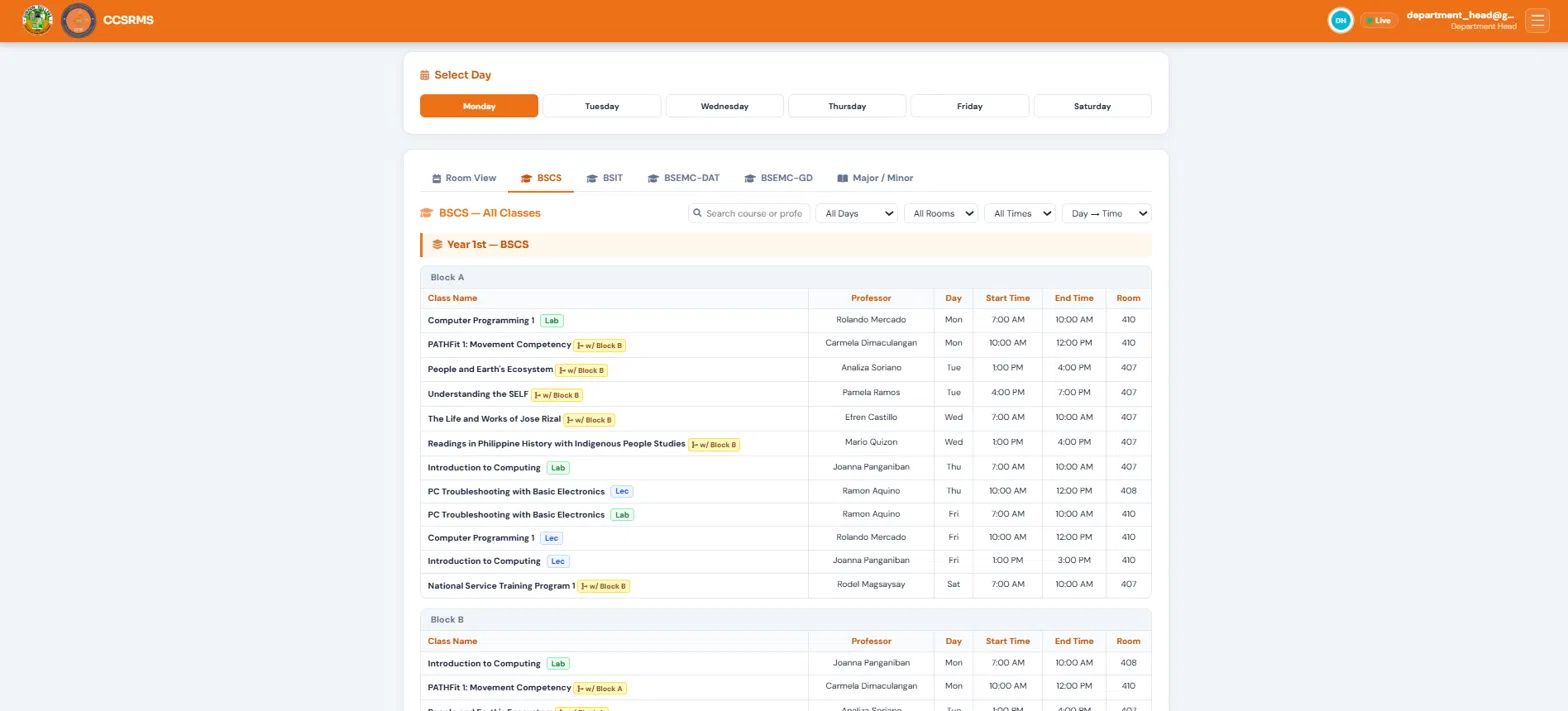 CCSRMS
DH
Live
department_head@g...
Department Head
Select Day
Monday Tuesday Wednesday Thursday Friday Saturday
Room View BSCS BSIT BSEMC-DAT BSEMC-GD Major / Minor
BSCS — All Classes
Search course or profe All Days All Rooms All Times Day → Time
Year 1st — BSCS
Block A
Class Name Professor Day Start Time End Time Room
Computer Programming 1 Lab Rolando Mercado Mon 7:00 AM 10:00 AM 410
PATHFit 1: Movement Competency w/ Block B Carmela Dimaculangan Mon 10:00 AM 12:00 PM 410
People and Earth's Ecosystem w/ Block B Analiza Soriano Tue 1:00 PM 4:00 PM 407
Understanding the SELF w/ Block B Pamela Ramos Tue 4:00 PM 7:00 PM 407
The Life and Works of Jose Rizal w/ Block B Efren Castillo Wed 7:00 AM 10:00 AM 407
Readings in Philippine History with Indigenous People Studies w/ Block B Mario Quizon Wed 1:00 PM 4:00 PM 407
Introduction to Computing Lab Joanna Panganiban Thu 7:00 AM 10:00 AM 407
PC Troubleshooting with Basic Electronics Lec Ramon Aquino Thu 10:00 AM 12:00 PM 408
PC Troubleshooting with Basic Electronics Lab Ramon Aquino Fri 7:00 AM 10:00 AM 410
Computer Programming 1 Lec Rolando Mercado Fri 10:00 AM 12:00 PM 410
Introduction to Computing Lec Joanna Panganiban Fri 1:00 PM 3:00 PM 410
National Service Training Program 1 w/ Block B Rodel Magsaysay Sat 7:00 AM 10:00 AM 407
Block B
Class Name Professor Day Start Time End Time Room
Introduction to Computing Lab Joanna Panganiban Mon 7:00 AM 10:00 AM 408
PATHFit 1: Movement Competency w/ Block A Carmela Dimaculangan Mon 10:00 AM 12:00 PM 410